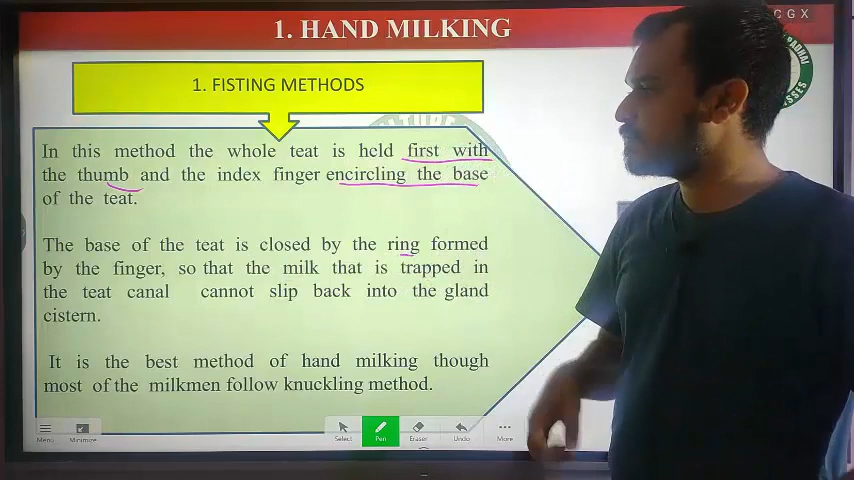 1. HAND MILKING
C G X
1. FISTING METHODS
In this method the whole teat is held first with
the thumb and the index finger encircling the base
of the teat.
The base of the teat is closed by the ring formed
by the finger, so that the milk that is trapped in
the teat canal cannot slip back into the gland
cistern.
It is the best method of hand milking though
most of the milkmen follow knuckling method.
Menu
Minimize
Select
Pen
Eraser
Undo
More